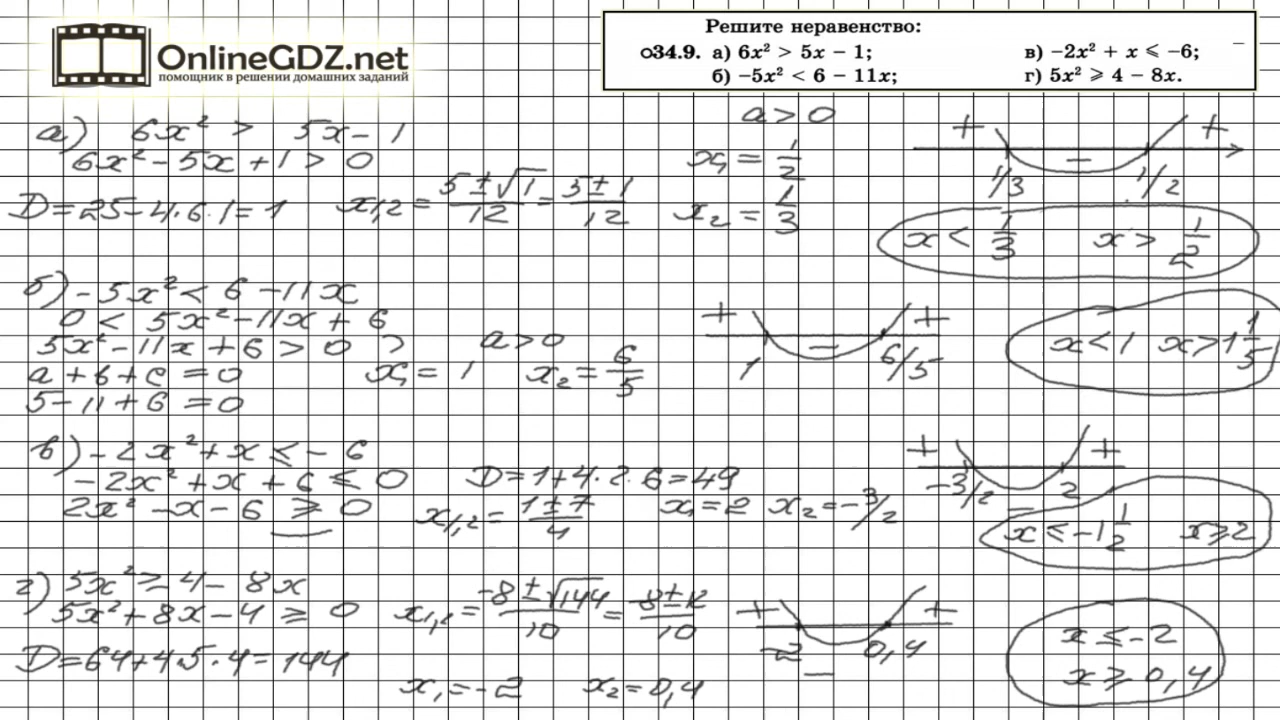 OnlineGDZ.net
помощник в решении домашних заданий
Решите неравенство:
О34.9. а) 6x² > 5x − 1; в) −2x² + x ⩽ −6;
б) −5x² < 6 − 11x; г) 5x² ⩾ 4 − 8x.
а) 6x² > 5x − 1
6x² − 5x + 1 > 0
D = 25 − 4·6·1 = 1 x₁,₂ = (5 ± √1)/12 = (5 ± 1)/12
a > 0
x₁ = 1/2
x₂ = 1/3
+ − +
1/3 1/2
x < 1/3 x > 1/2
б) −5x² < 6 − 11x
0 < 5x² − 11x + 6
5x² − 11x + 6 > 0 a > 0
a + b + c = 0 x₁ = 1 x₂ = 6/5
5 − 11 + 6 = 0
+ − +
1 6/5
x < 1 x > 1 1/5
в) −2x² + x ≤ −6
−2x² + x + 6 ≤ 0 D = 1 + 4·2·6 = 49
2x² − x − 6 ⩾ 0 x₁,₂ = (1 ± 7)/4 x₁ = 2 x₂ = −3/2
+ +
−3/2 2
−
x ≤ −1 1/2 x ⩾ 2
г) 5x² ≥ 4 − 8x
5x² + 8x − 4 ≥ 0 x₁,₂ = (−8 ± √144)/10 = (−8 ± 12)/10
D = 64 + 4·5·4 = 144
x₁ = −2 x₂ = 0,4
+ +
−2 0,4
−
x ≤ −2
x ⩾ 0,4